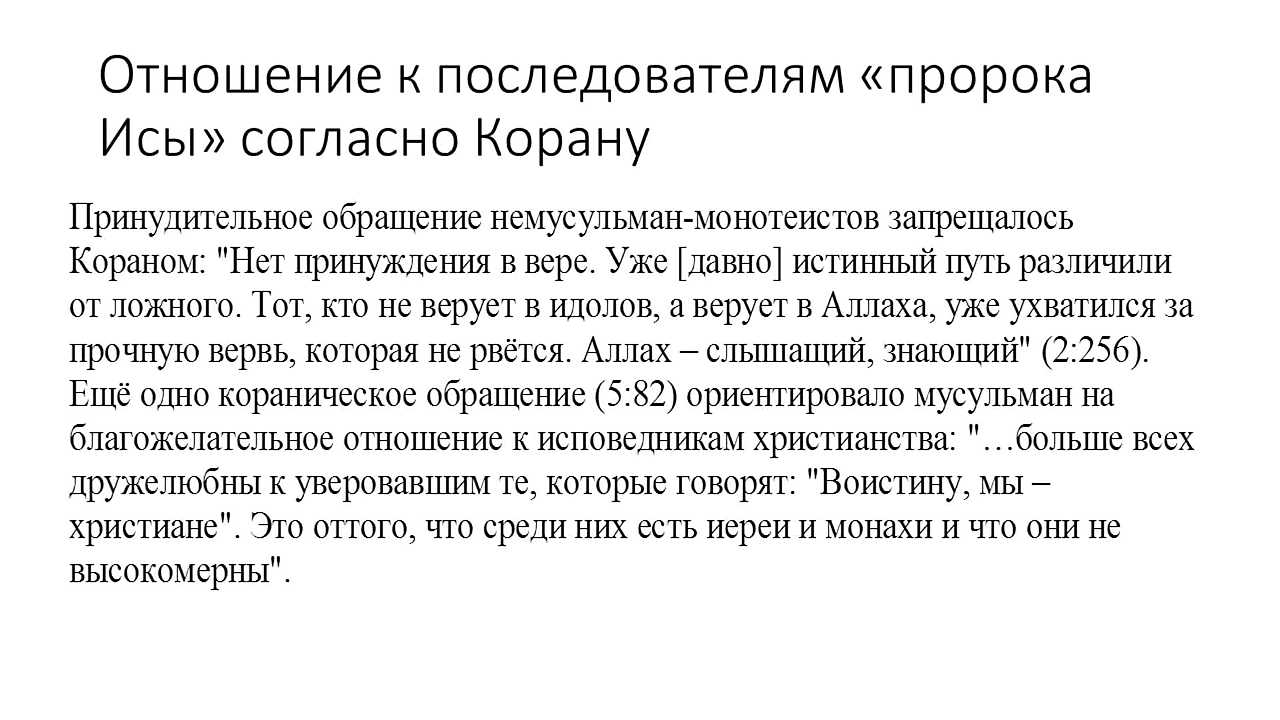 Отношение к последователям «пророка
Исы» согласно Корану
Принудительное обращение немусульман-монотеистов запрещалось
Кораном: "Нет принуждения в вере. Уже [давно] истинный путь различили
от ложного. Тот, кто не верует в идолов, а верует в Аллаха, уже ухватился за
прочную вервь, которая не рвётся. Аллах – слышащий, знающий" (2:256).
Ещё одно кораническое обращение (5:82) ориентировало мусульман на
благожелательное отношение к исповедникам христианства: "…больше всех
дружелюбны к уверовавшим те, которые говорят: "Воистину, мы –
христиане". Это оттого, что среди них есть иереи и монахи и что они не
высокомерны".